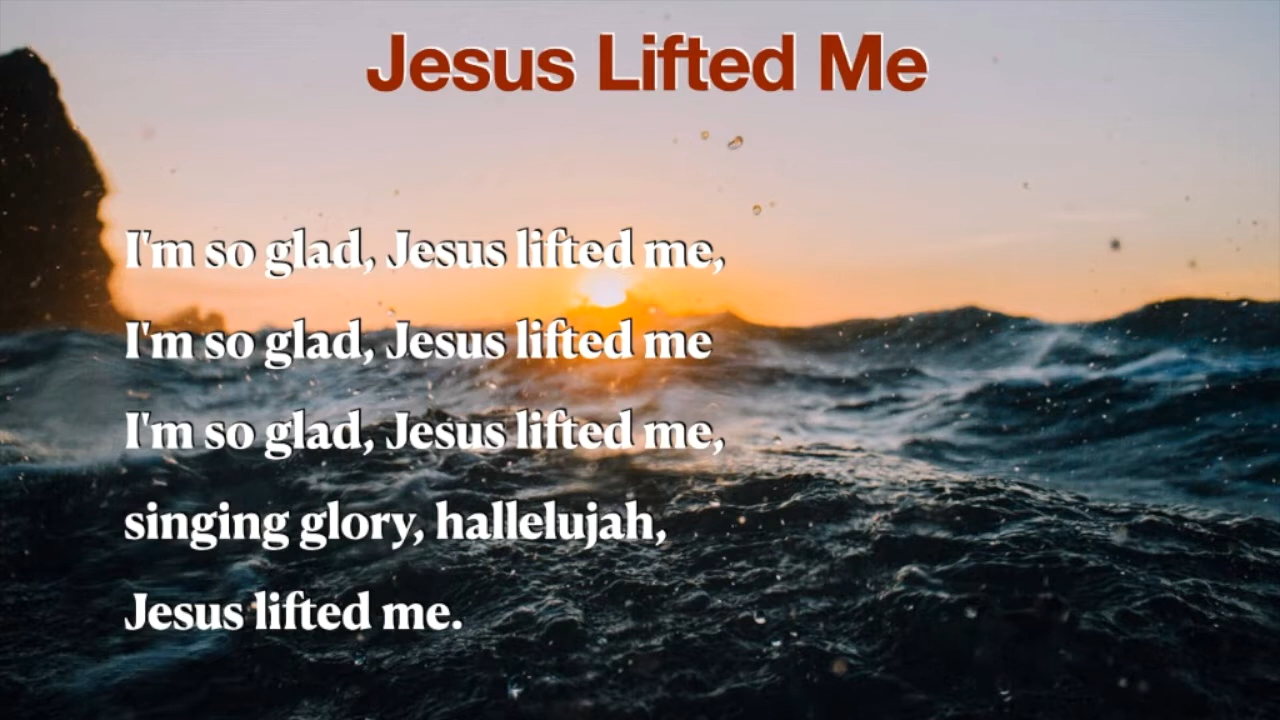 Jesus Lifted Me
I'm so glad, Jesus lifted me,
I'm so glad, Jesus lifted me
I'm so glad, Jesus lifted me,
singing glory, hallelujah,
Jesus lifted me.